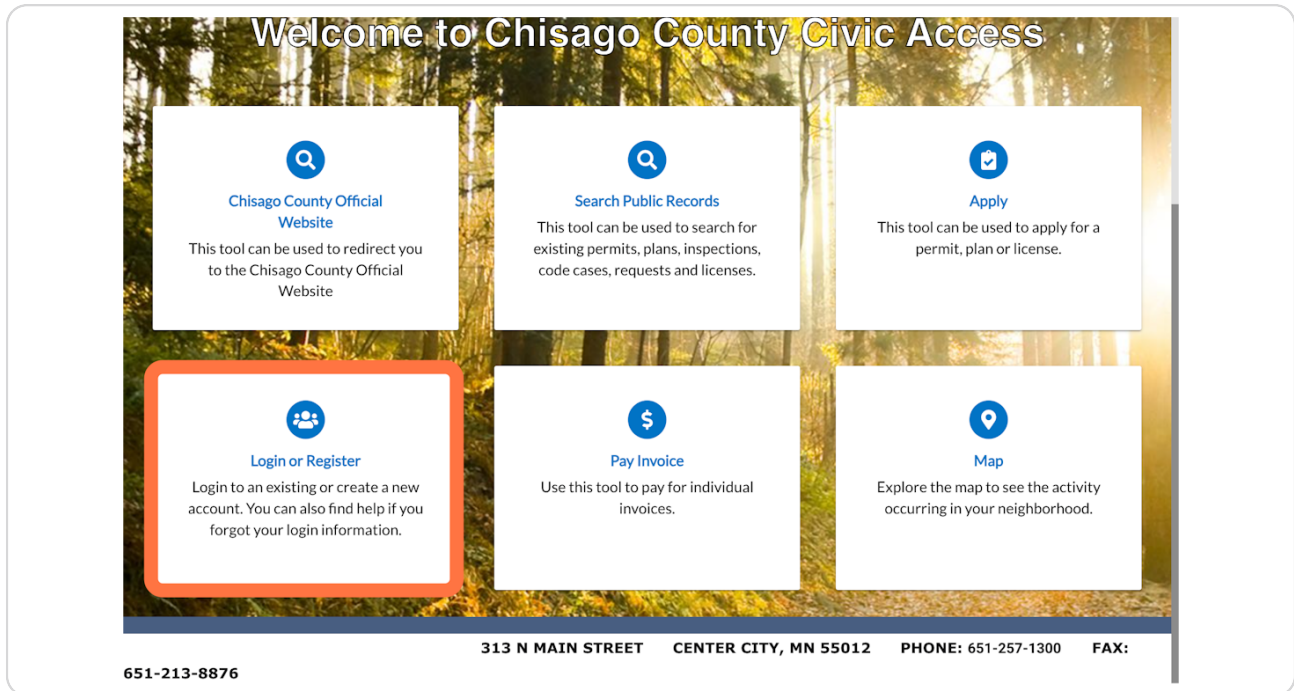 Welcome to Chisago County Civic Access
Chisago County Official
Website
This tool can be used to redirect you
to the Chisago County Official
Website
Search Public Records
This tool can be used to search for
existing permits, plans, inspections,
code cases, requests and licenses.
Apply
This tool can be used to apply for a
permit, plan or license.
Login or Register
Login to an existing or create a new
account. You can also find help if you
forgot your login information.
Pay Invoice
Use this tool to pay for individual
invoices.
Map
Explore the map to see the activity
occurring in your neighborhood.
313 N MAIN STREET CENTER CITY, MN 55012 PHONE: 651-257-1300 FAX:
651-213-8876